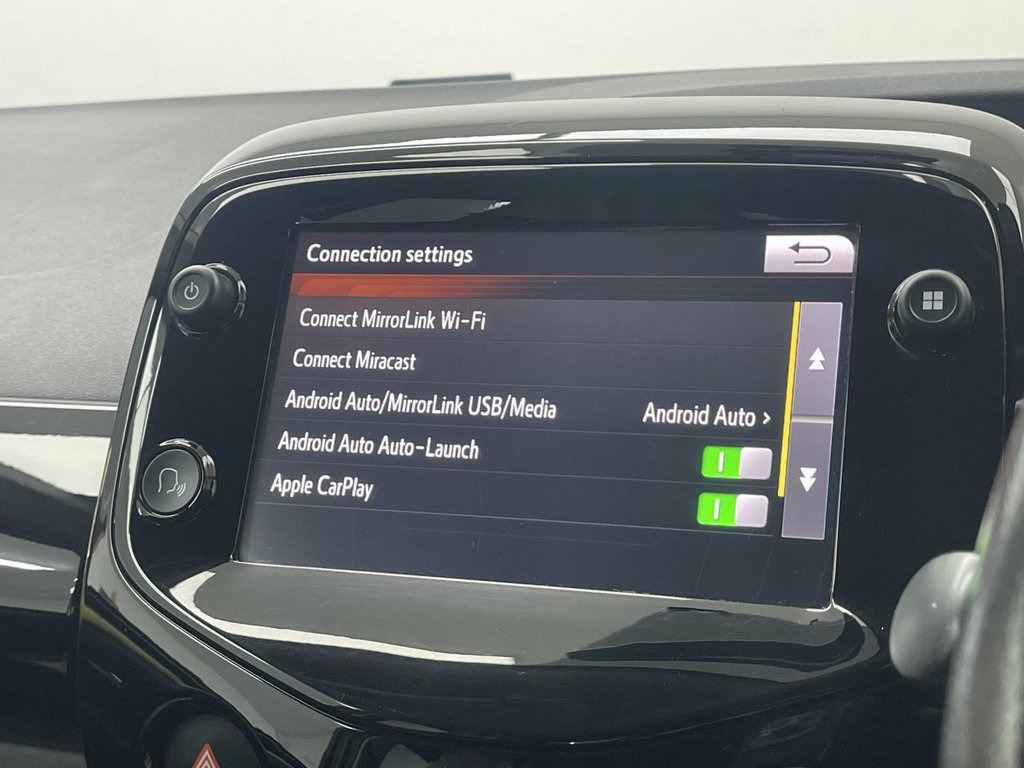 Connection settings
Connect MirrorLink Wi-Fi
Connect Miracast
Android Auto/MirrorLink USB/Media Android Auto >
Android Auto Auto-Launch
Apple CarPlay